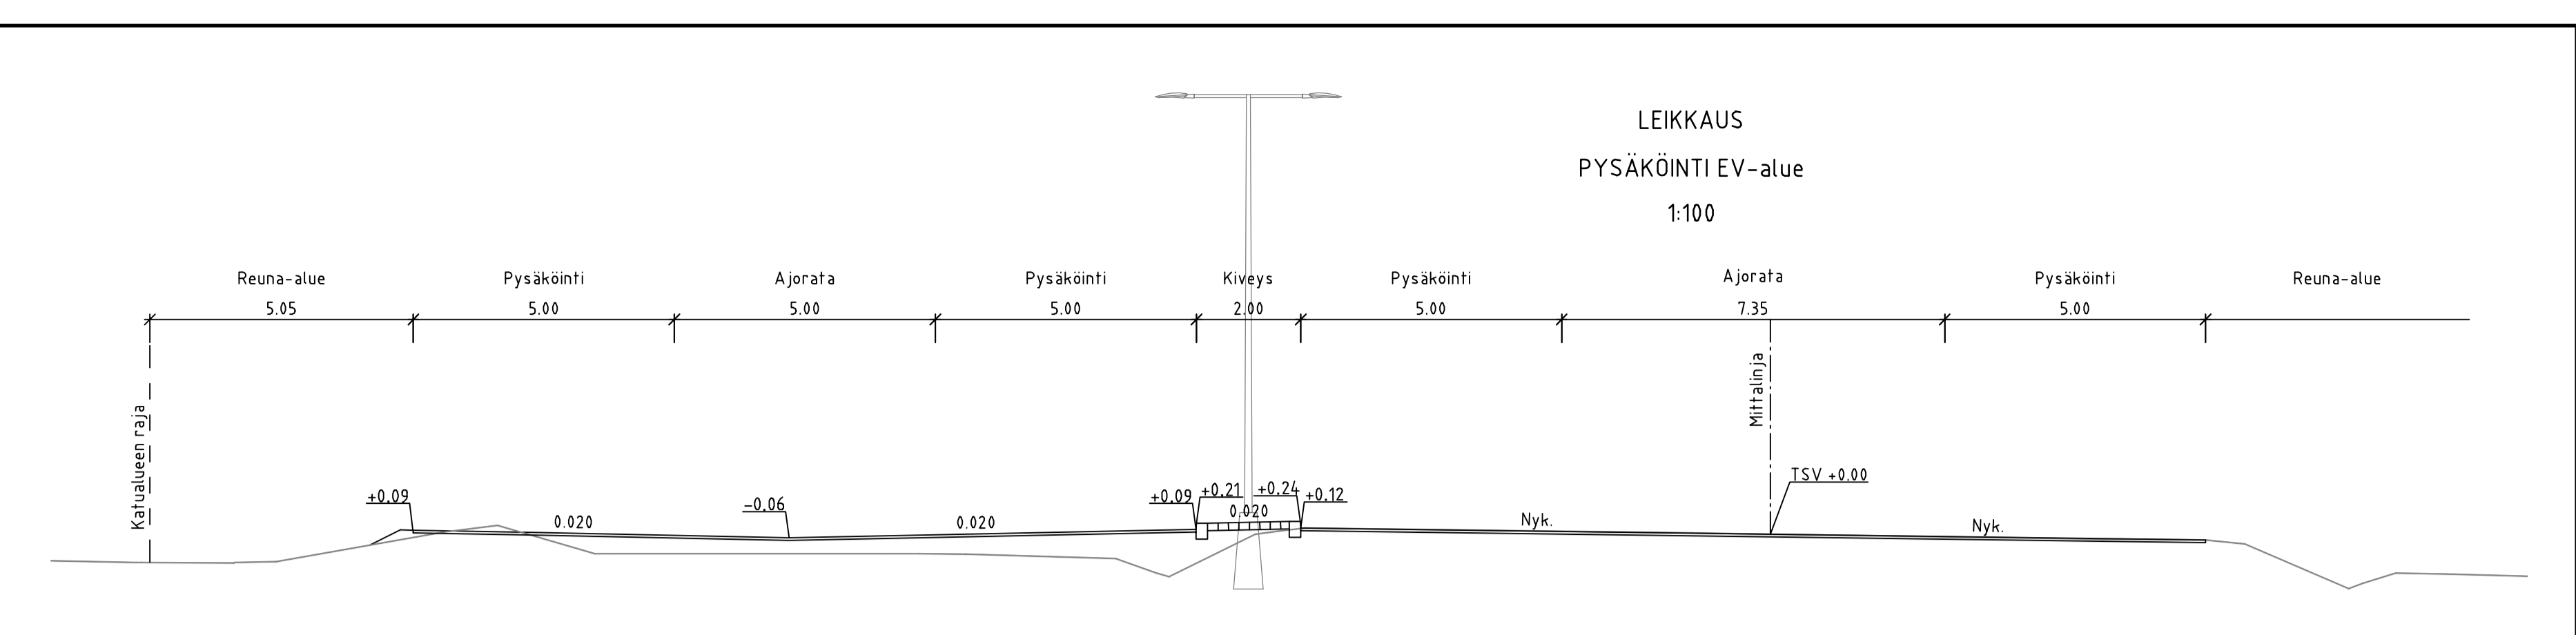 LEIKKAUS
PYSÄKÖINTI EV-alue
1:100
Reuna-alue Pysäköinti Ajorata Pysäköinti Kiveys Pysäköinti Ajorata Pysäköinti Reuna-alue
5.05 5.00 5.00 5.00 2.00 5.00 7.35 5.00
Katualueen raja
Mittalinja
TSV +0.00
+0.09 -0.06 +0.09 +0.21 +0.24 +0.12
0.020 0.020 0.020 Nyk. Nyk.